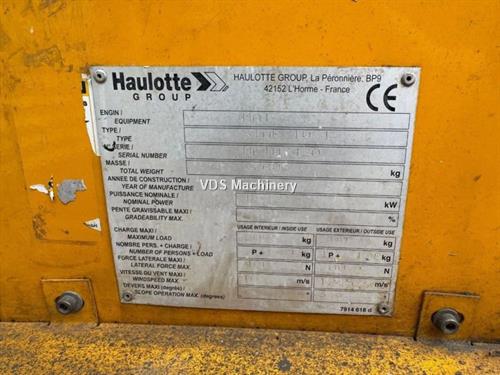 Haulotte
GROUP
HAULOTTE GROUP, La Péronnière, BP9
42152 L'Horme - France
CE
ENGIN /
EQUIPMENT
TYPE /
TYPE
N° SERIE /
SERIAL NUMBER
MASSE /
TOTAL WEIGHT
kg
ANNEE DE CONSTRUCTION /
YEAR OF MANUFACTURE
VDS Machinery
PUISSANCE NOMINALE /
NOMINAL POWER
kW
PENTE GRAVISSABLE MAXI /
GRADEABILITY MAX.
%
USAGE INTERIEUR / INSIDE USE
USAGE EXTERIEUR / OUTSIDE USE
CHARGE MAXI /
MAXIMUM LOAD
kg
kg
NOMBRE PERS. + CHARGE /
NUMBER OF PERSONS + LOAD
P +
kg
P +
kg
FORCE LATERALE MAXI /
LATERAL FORCE MAX.
N
N
VITESSE DU VENT MAXI /
WINDSPEED MAX.
m/s
m/s
DEVERS MAXI (degrés) /
SCOPE OPERATION MAX. (degrees)
°
°
7914 618 d